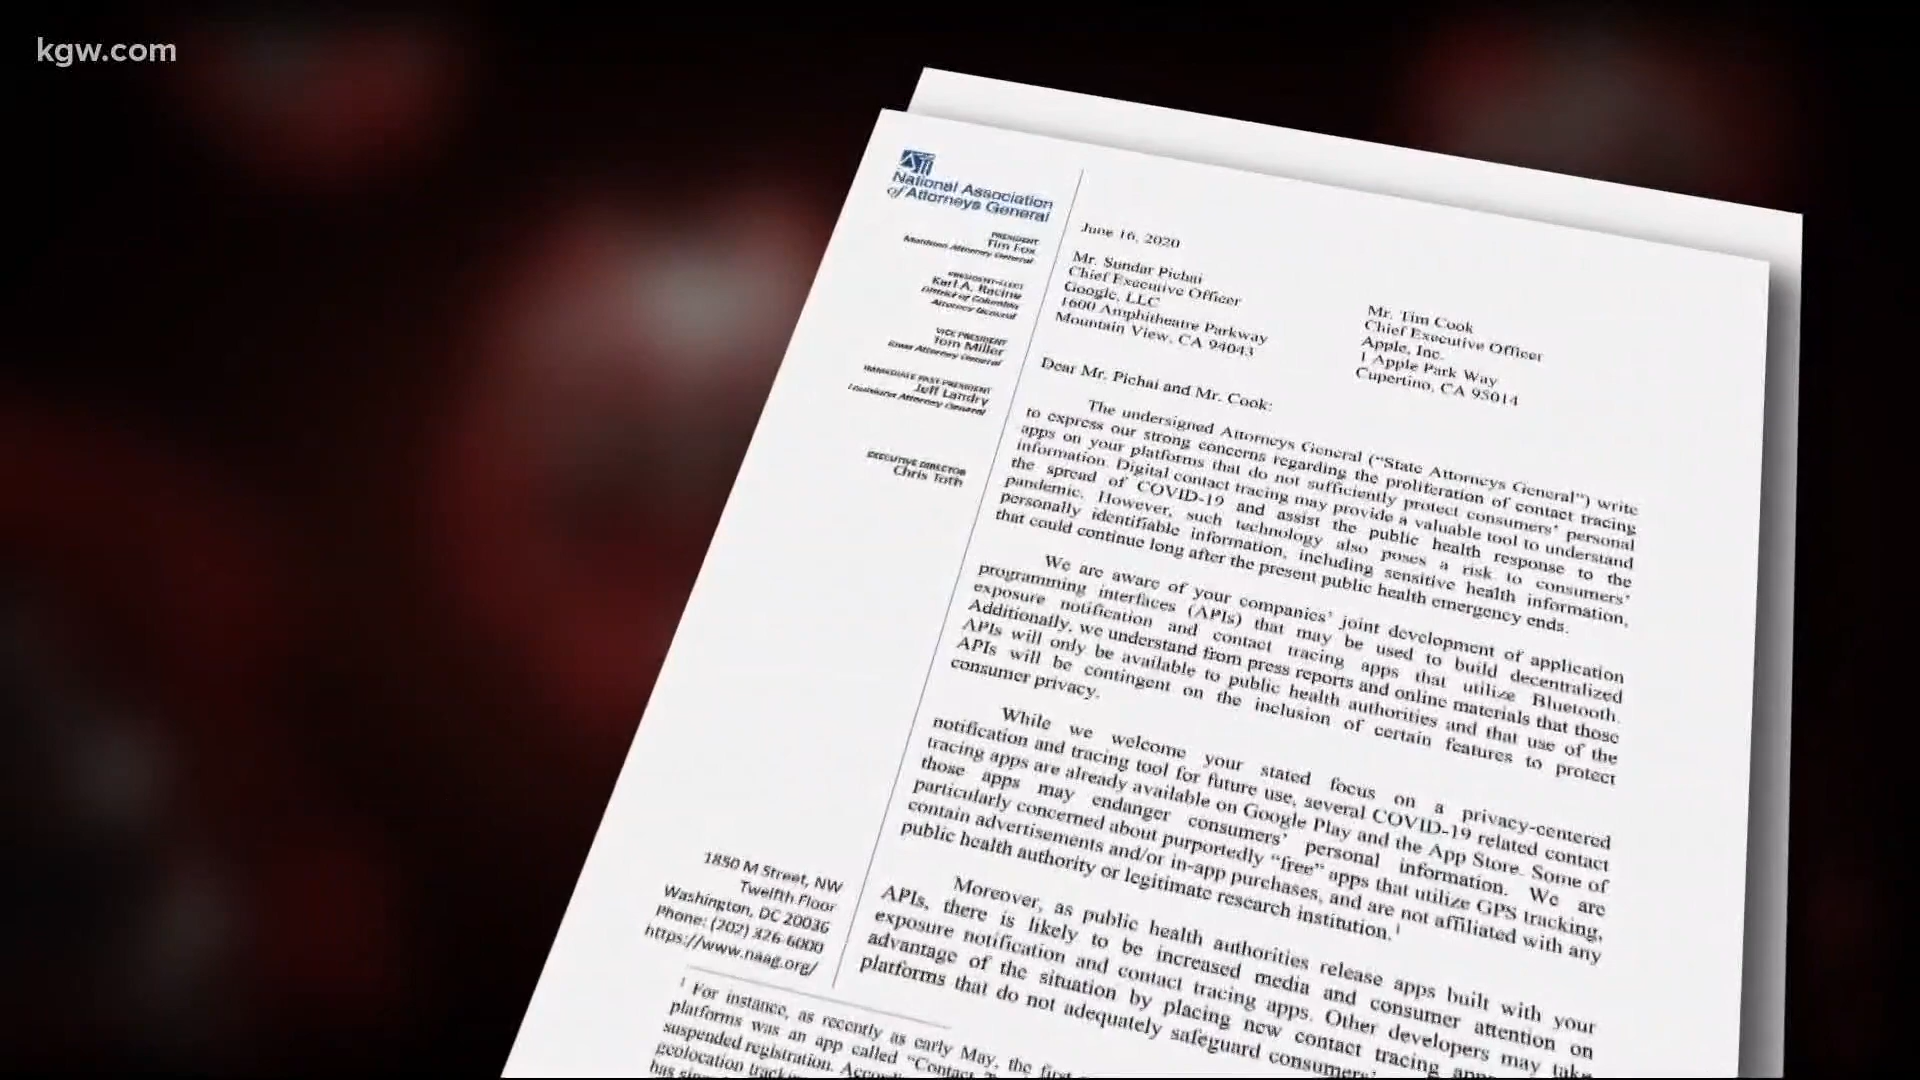 kgw.com
National Association
of Attorneys General
PRESIDENT
Tim Fox
Montana Attorney General
PRESIDENT-ELECT
Karl A. Racine
District of Columbia
Attorney General
VICE PRESIDENT
Tom Miller
Iowa Attorney General
IMMEDIATE PAST PRESIDENT
Jeff Landry
Louisiana Attorney General
EXECUTIVE DIRECTOR
Chris Toth
1850 M Street, NW
Twelfth Floor
Washington, DC 20036
Phone: (202) 326-6000
https://www.naag.org/
June 16, 2020
Mr. Sundar Pichai
Chief Executive Officer
Google, LLC
1600 Amphitheatre Parkway
Mountain View, CA 94043
Mr. Tim Cook
Chief Executive Officer
Apple, Inc.
1 Apple Park Way
Cupertino, CA 95014
Dear Mr. Pichai and Mr. Cook:
The undersigned Attorneys General (“State Attorneys General”) write
to express our strong concerns regarding the proliferation of contact tracing
apps on your platforms that do not sufficiently protect consumers’ personal
information. Digital contact tracing may provide a valuable tool to understand
the spread of COVID-19 and assist the public health response to the
pandemic. However, such technology also poses a risk to consumers’
personally identifiable information, including sensitive health information,
that could continue long after the present public health emergency ends.
We are aware of your companies’ joint development of application
programming interfaces (APIs) that may be used to build decentralized
exposure notification and contact tracing apps that utilize Bluetooth.
Additionally, we understand from press reports and online materials that those
APIs will only be available to public health authorities and that use of the
APIs will be contingent on the inclusion of certain features to protect
consumer privacy.
While we welcome your stated focus on a privacy-centered
notification and tracing tool for future use, several COVID-19 related contact
tracing apps are already available on Google Play and the App Store. Some of
those apps may endanger consumers’ personal information. We are
particularly concerned about purportedly “free” apps that utilize GPS tracking,
contain advertisements and/or in-app purchases, and are not affiliated with any
public health authority or legitimate research institution.1
Moreover, as public health authorities release apps built with your
APIs, there is likely to be increased media and consumer attention on
exposure notification and contact tracing apps. Other developers may take
advantage of the situation by placing new contact tracing
platforms that do not adequately safeguard consumers’
1 For instance, as recently as early May, the first
platforms was an app called “Contact
suspended registration.
geolocation
has